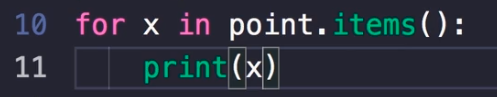 10 for x in point.items():
11 print(x)